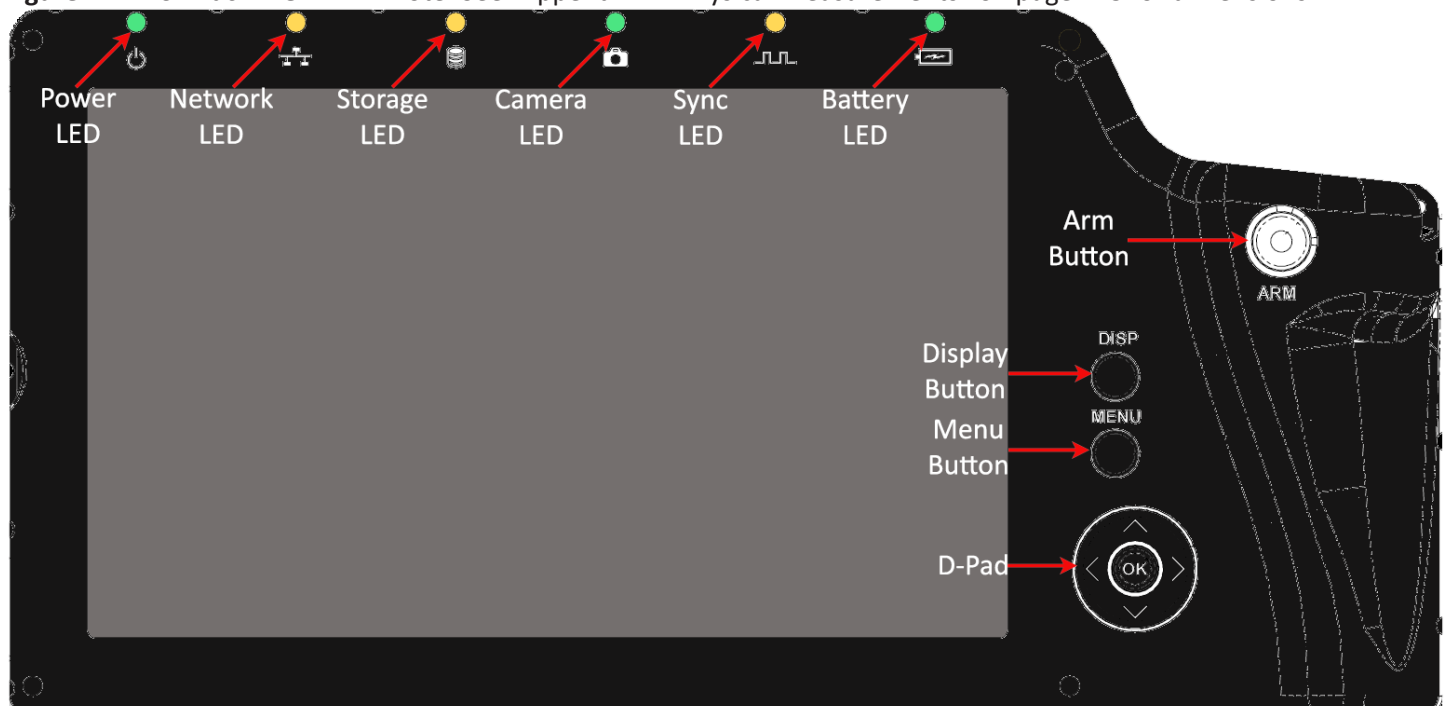 Power
LED
Network
LED
Storage
LED
Camera
LED
Sync
LED
Battery
LED
Arm
Button
ARM
Display
Button
DISP
Menu
Button
MENU
D-Pad
OK